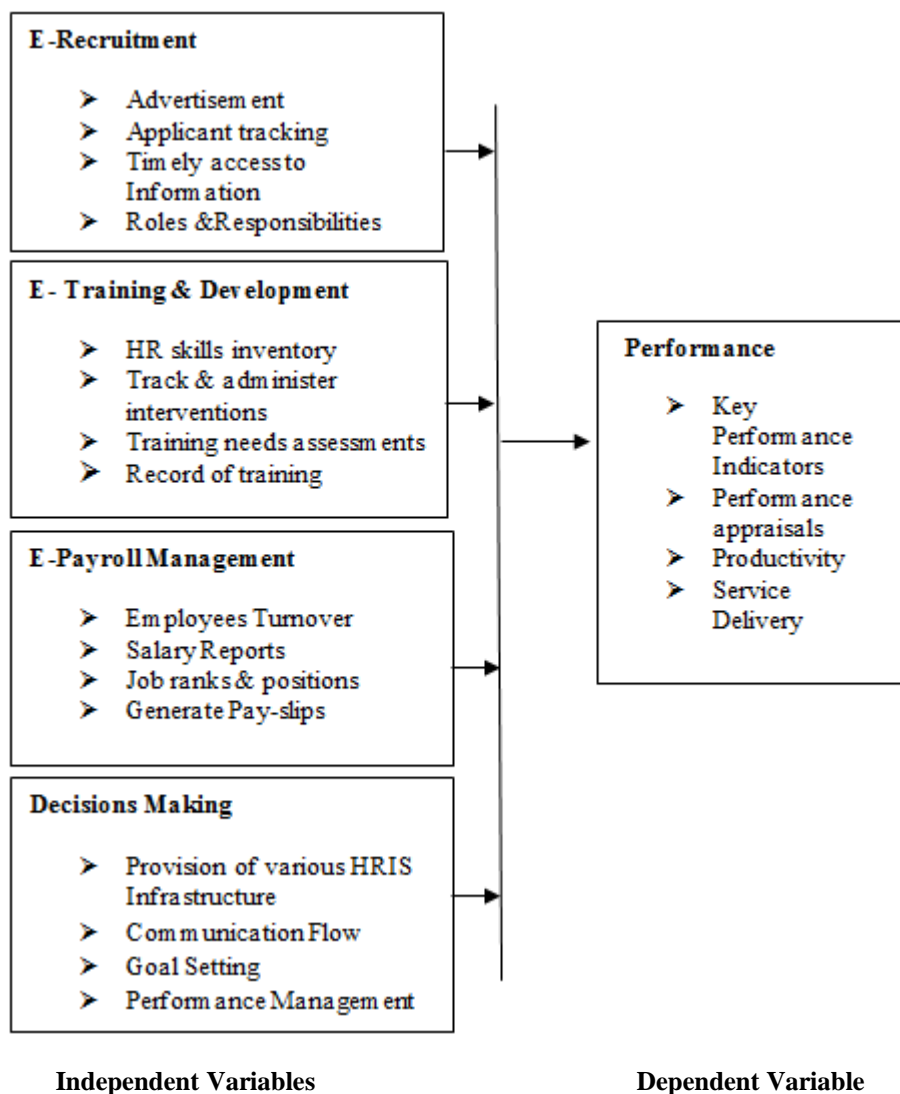 E-Recruitment
➤ Advertisement
➤ Applicant tracking
➤ Timely access to
Information
➤ Roles &Responsibilities
E- Training & Development
➤ HR skills inventory
➤ Track & administer
interventions
➤ Training needs assessments
➤ Record of training
E-Payroll Management
➤ Employees Turnover
➤ Salary Reports
➤ Job ranks & positions
➤ Generate Pay-slips
Decisions Making
➤ Provision of various HRIS
Infrastructure
➤ Communication Flow
➤ Goal Setting
➤ Performance Management
Performance
➤ Key
Performance
Indicators
➤ Performance
appraisals
➤ Productivity
➤ Service
Delivery
Independent Variables
Dependent Variable